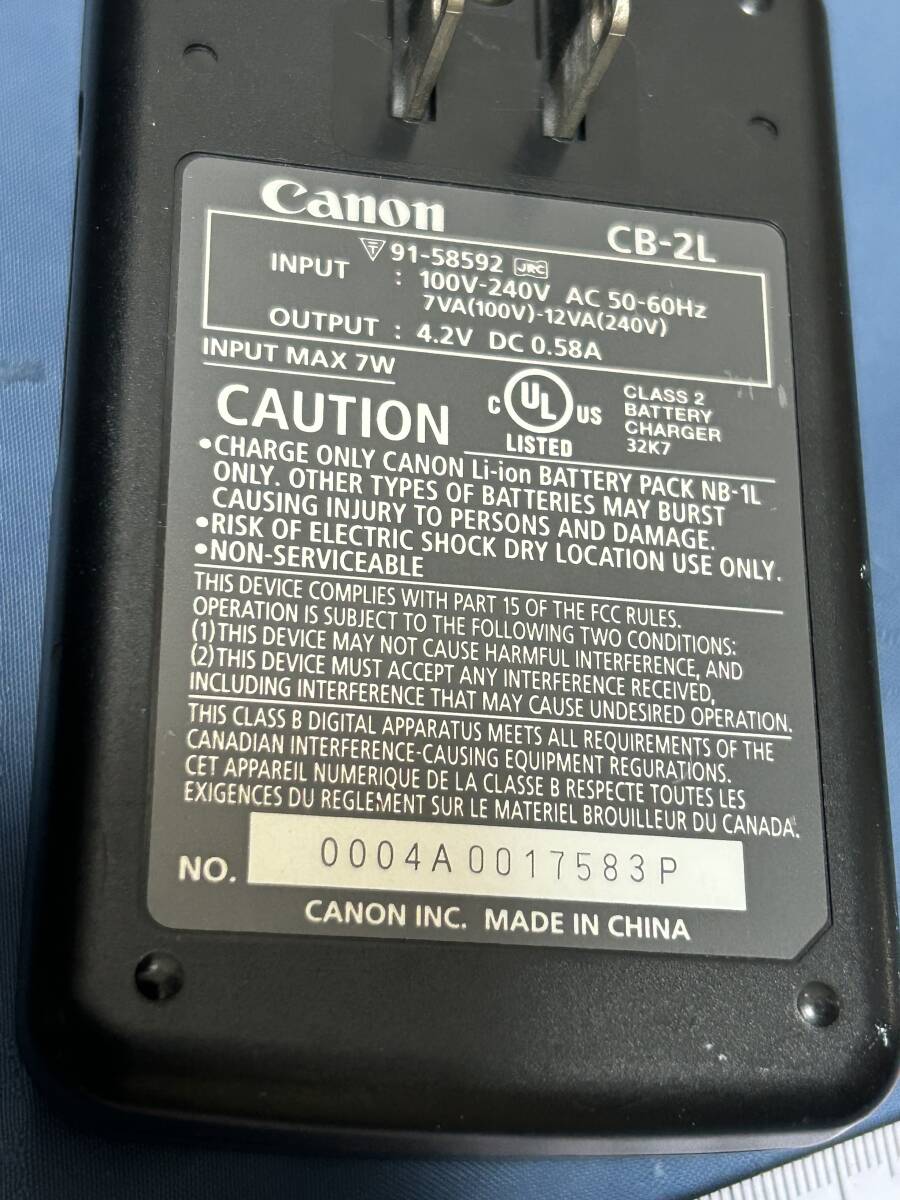 Canon
CB-2L
T 91-58592 JRC
INPUT : 100V-240V AC 50-60Hz
7VA(100V)-12VA(240V)
OUTPUT : 4.2V DC 0.58A
INPUT MAX 7W
C UL US
LISTED
CLASS 2
BATTERY
CHARGER
32K7
CAUTION
•CHARGE ONLY CANON Li-ion BATTERY PACK NB-1L
ONLY. OTHER TYPES OF BATTERIES MAY BURST
CAUSING INJURY TO PERSONS AND DAMAGE.
•RISK OF ELECTRIC SHOCK DRY LOCATION USE ONLY.
•NON-SERVICEABLE
THIS DEVICE COMPLIES WITH PART 15 OF THE FCC RULES.
OPERATION IS SUBJECT TO THE FOLLOWING TWO CONDITIONS:
(1)THIS DEVICE MAY NOT CAUSE HARMFUL INTERFERENCE, AND
(2)THIS DEVICE MUST ACCEPT ANY INTERFERENCE RECEIVED,
INCLUDING INTERFERENCE THAT MAY CAUSE UNDESIRED OPERATION.
THIS CLASS B DIGITAL APPARATUS MEETS ALL REQUIREMENTS OF THE
CANADIAN INTERFERENCE-CAUSING EQUIPMENT REGURATIONS.
CET APPAREIL NUMERIQUE DE LA CLASSE B RESPECTE TOUTES LES
EXIGENCES DU REGLEMENT SUR LE MATERIEL BROUILLEUR DU CANADA.
NO. 0004A0017583P
CANON INC. MADE IN CHINA